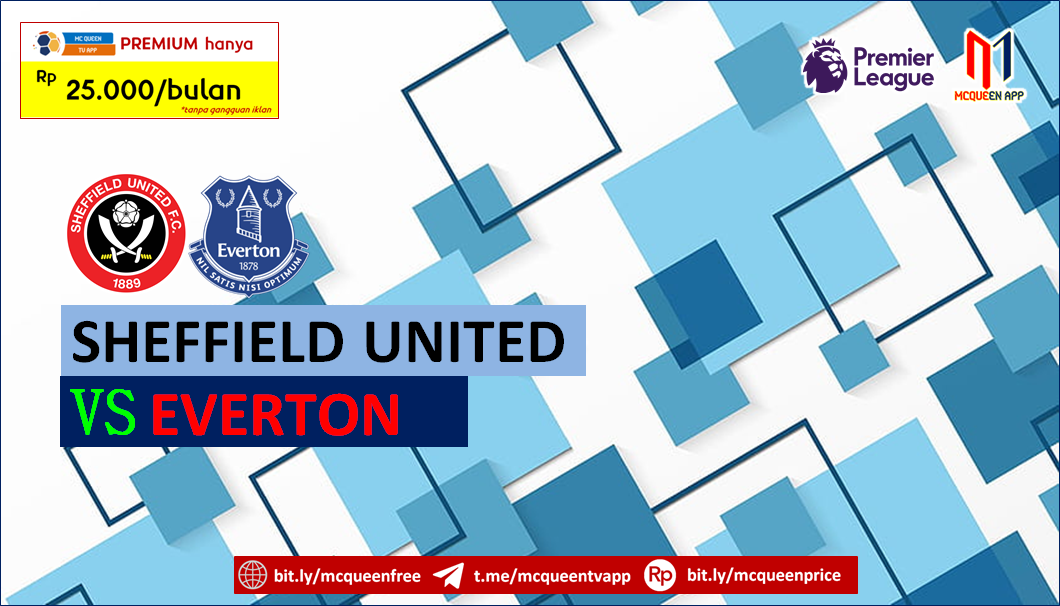 MC QUEEN
TV APP
PREMIUM hanya
Rp 25.000/bulan
*tanpa gangguan iklan
Premier
League
MCQUEEN APP
SHEFFIELD UNITED F.C.
1889
Everton
1878
NIL SATIS NISI OPTIMUM
SHEFFIELD UNITED
VS EVERTON
bit.ly/mcqueenfree t.me/mcqueentvapp Rp bit.ly/mcqueenprice